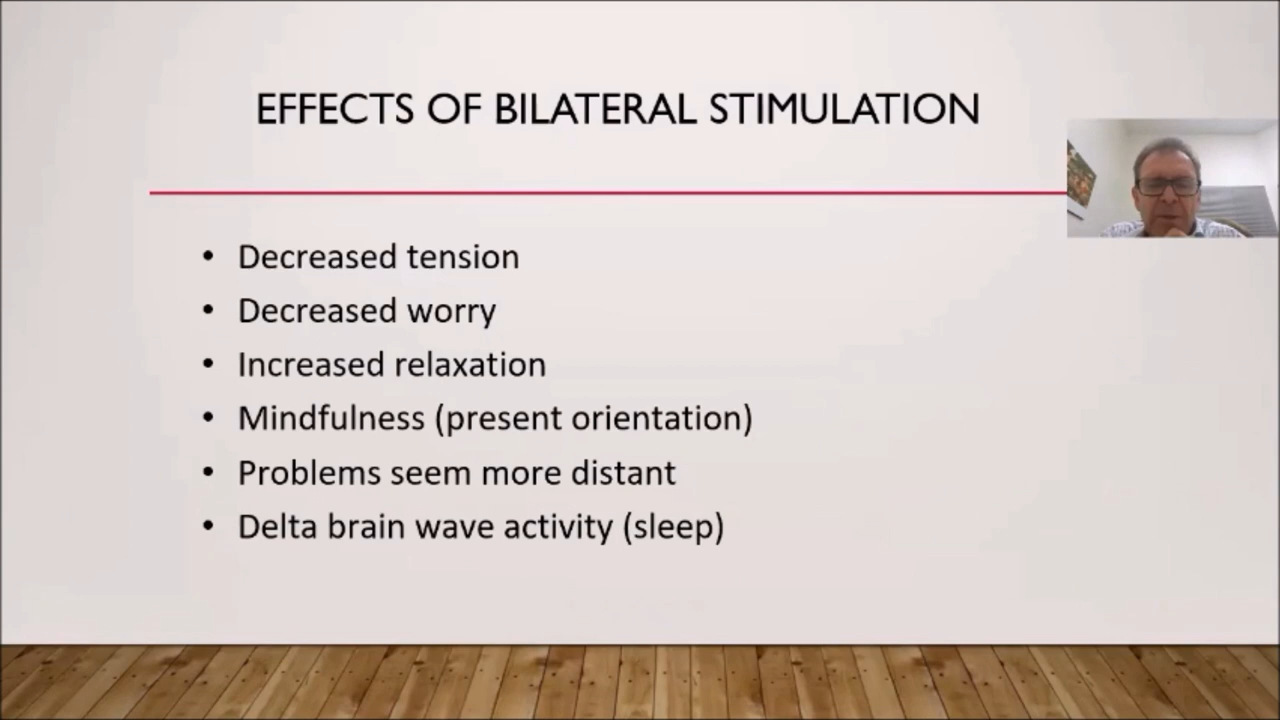 EFFECTS OF BILATERAL STIMULATION
• Decreased tension
• Decreased worry
• Increased relaxation
• Mindfulness (present orientation)
• Problems seem more distant
• Delta brain wave activity (sleep)